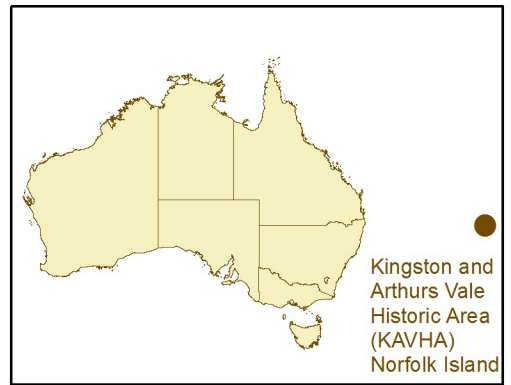 Kingston and
Arthurs Vale
Historic Area
(KAVHA)
Norfolk Island